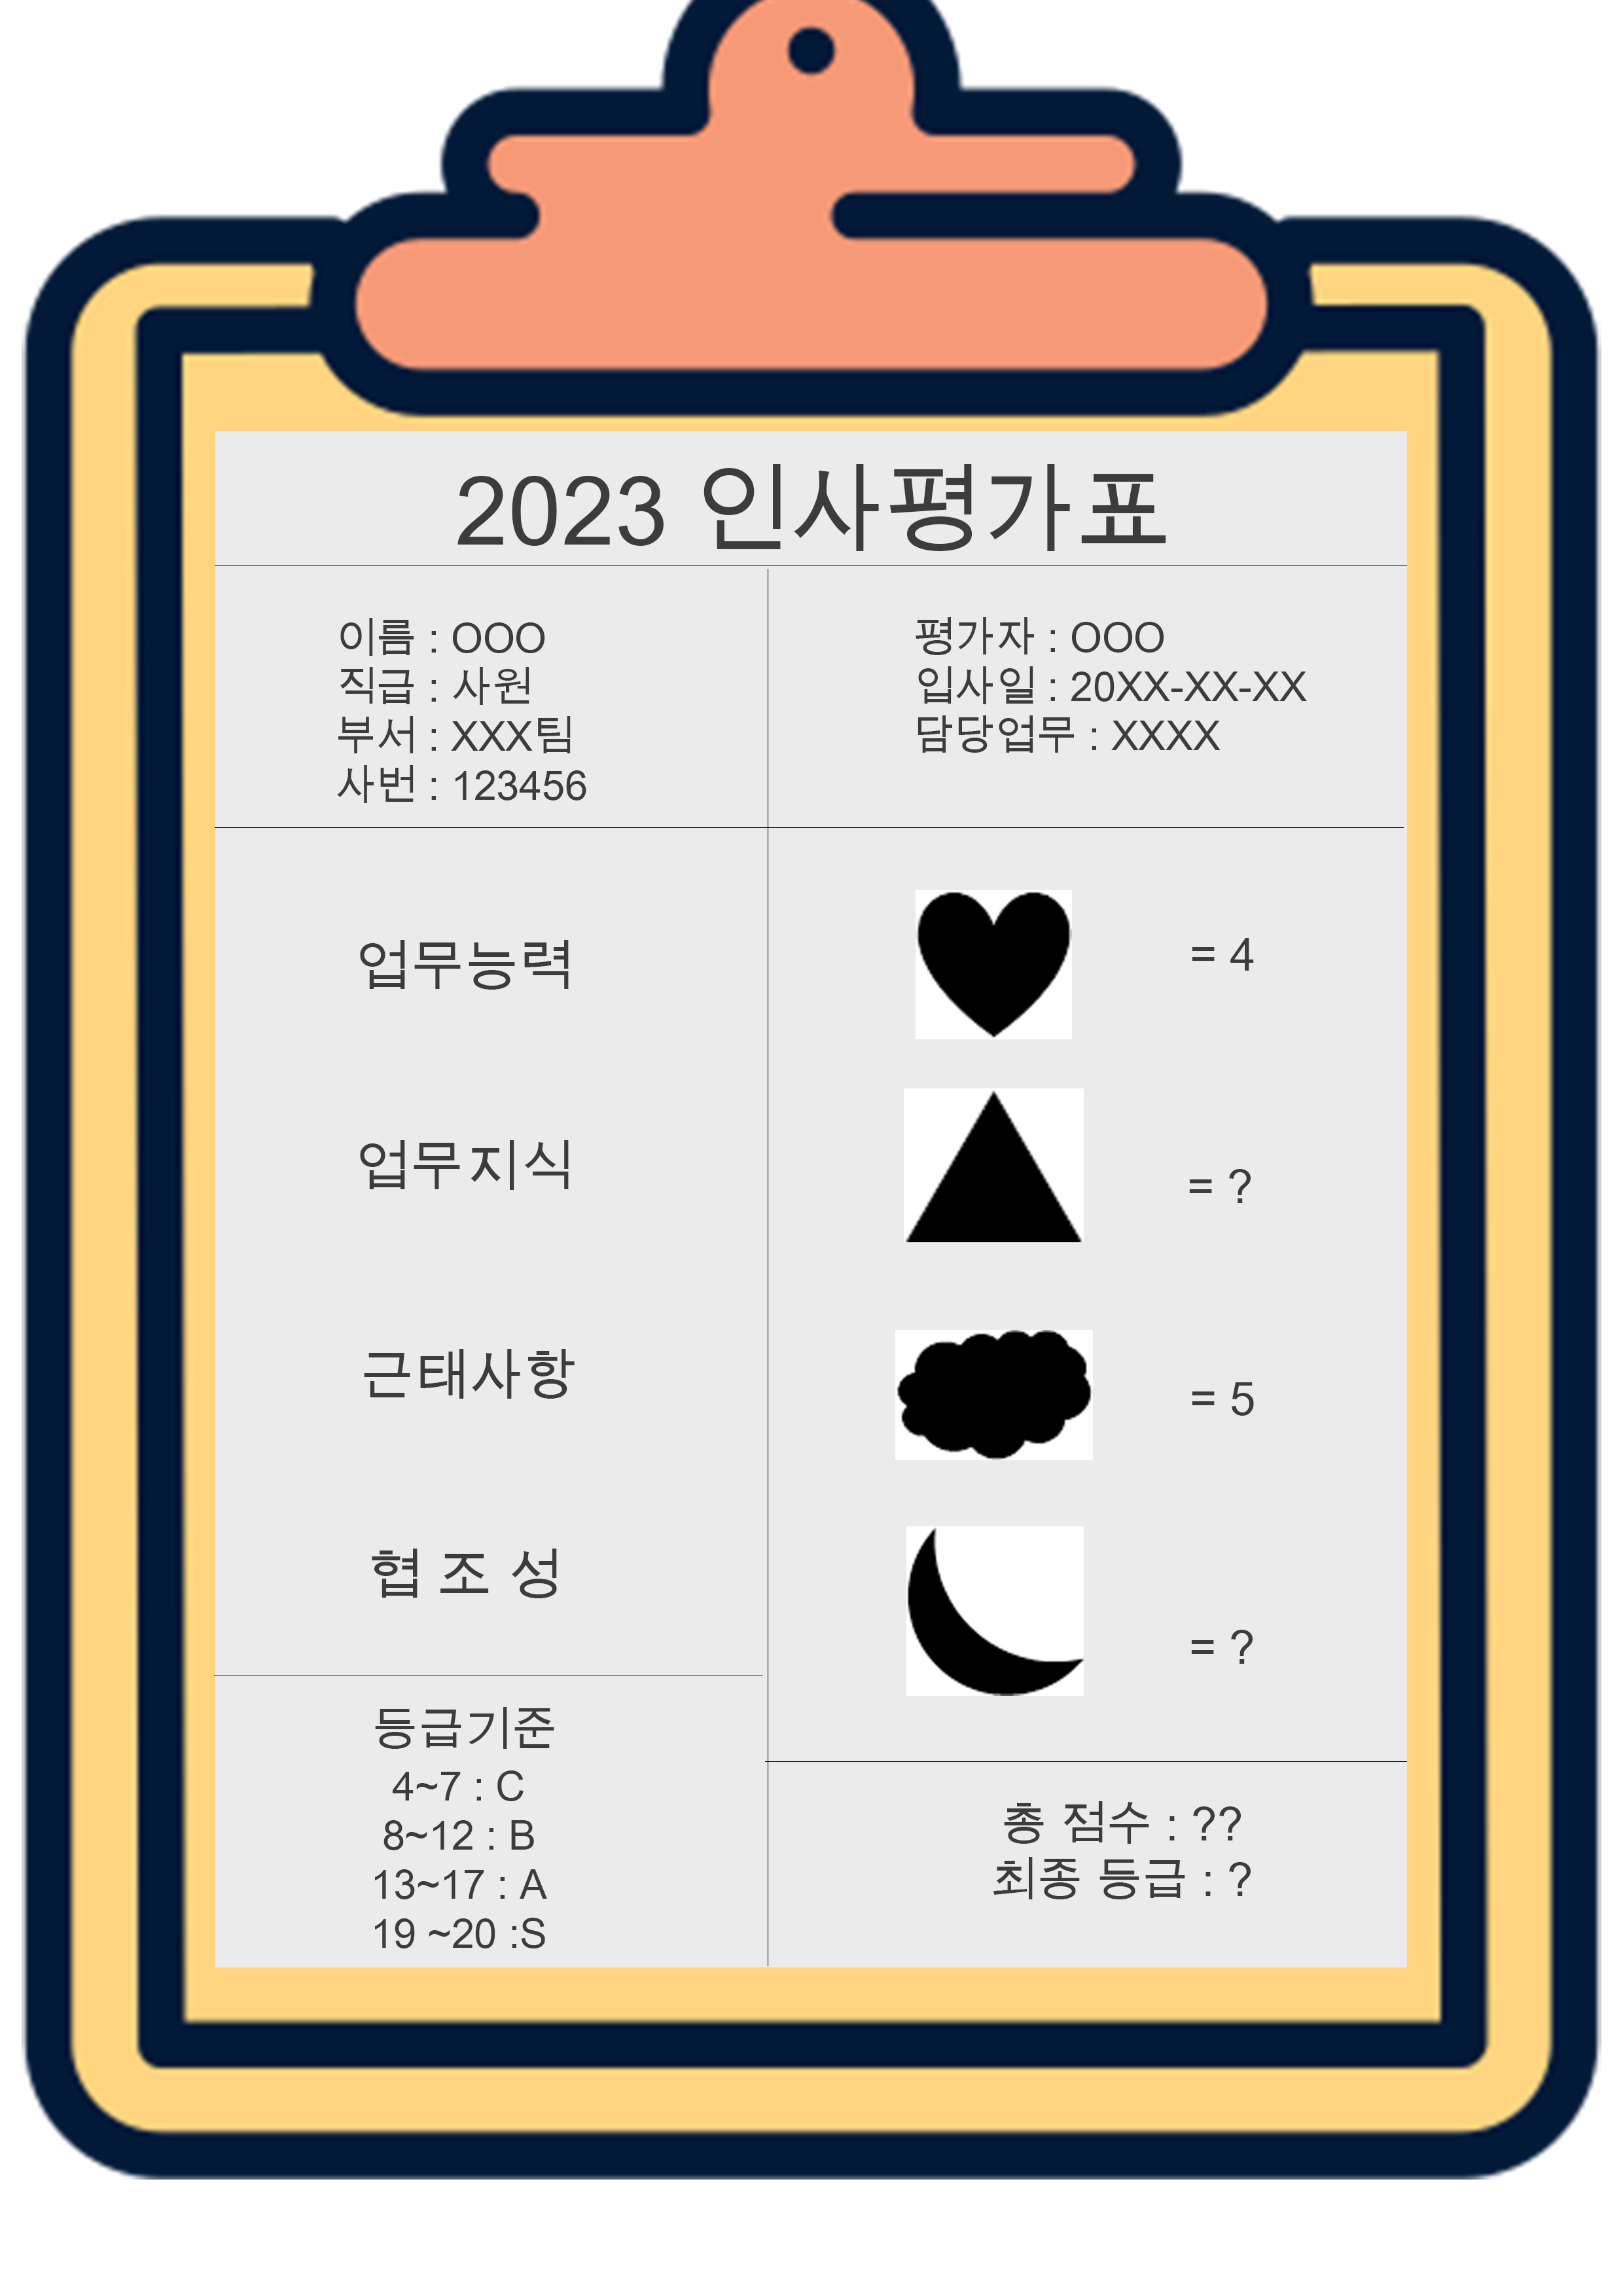 2023 인사평가표
이름 : OOO
직급 : 사원
부서 : XXX팀
사번 : 123456
평가자 : OOO
입사일 : 20XX-XX-XX
담당업무 : XXXX
업무능력
= 4
업무지식
= ?
근태사항
= 5
협 조 성
= ?
등급기준
4~7 : C
8~12 : B
13~17 : A
19 ~20 :S
총 점수 : ??
최종 등급 : ?